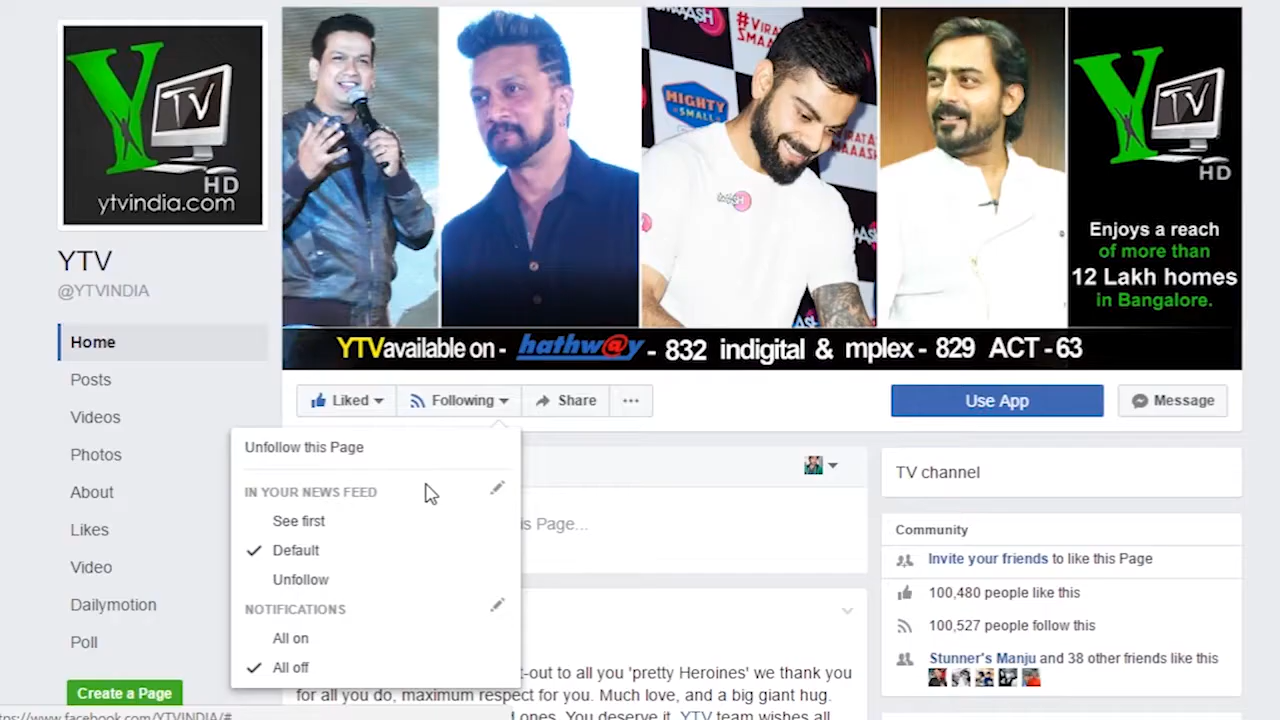 Y TV
HD
ytvindia.com
YTV
@YTVINDIA
Home
Posts
Videos
Photos
About
Likes
Video
Dailymotion
Poll
Create a Page
#VIRAT
SMAAASH
MIGHTY
SMALL
Y TV
HD
Enjoys a reach
of more than
12 Lakh homes
in Bangalore.
YTV available on - hathw@y - 832 indigital & mplex - 829 ACT - 63
Liked
Following
Share
...
Use App
Message
Unfollow this Page
IN YOUR NEWS FEED
See first
Default
Unfollow
NOTIFICATIONS
All on
All off
is Page...
t-out to all you 'pretty Heroines' we thank you
for all you do, maximum respect for you. Much love, and a big giant hug.
ones. You deserve it. YTV team wishes all
TV channel
Community
Invite your friends to like this Page
100,480 people like this
100,527 people follow this
Stunner's Manju and 38 other friends like this
tps://www.facebook.com/YTVINDIA/#